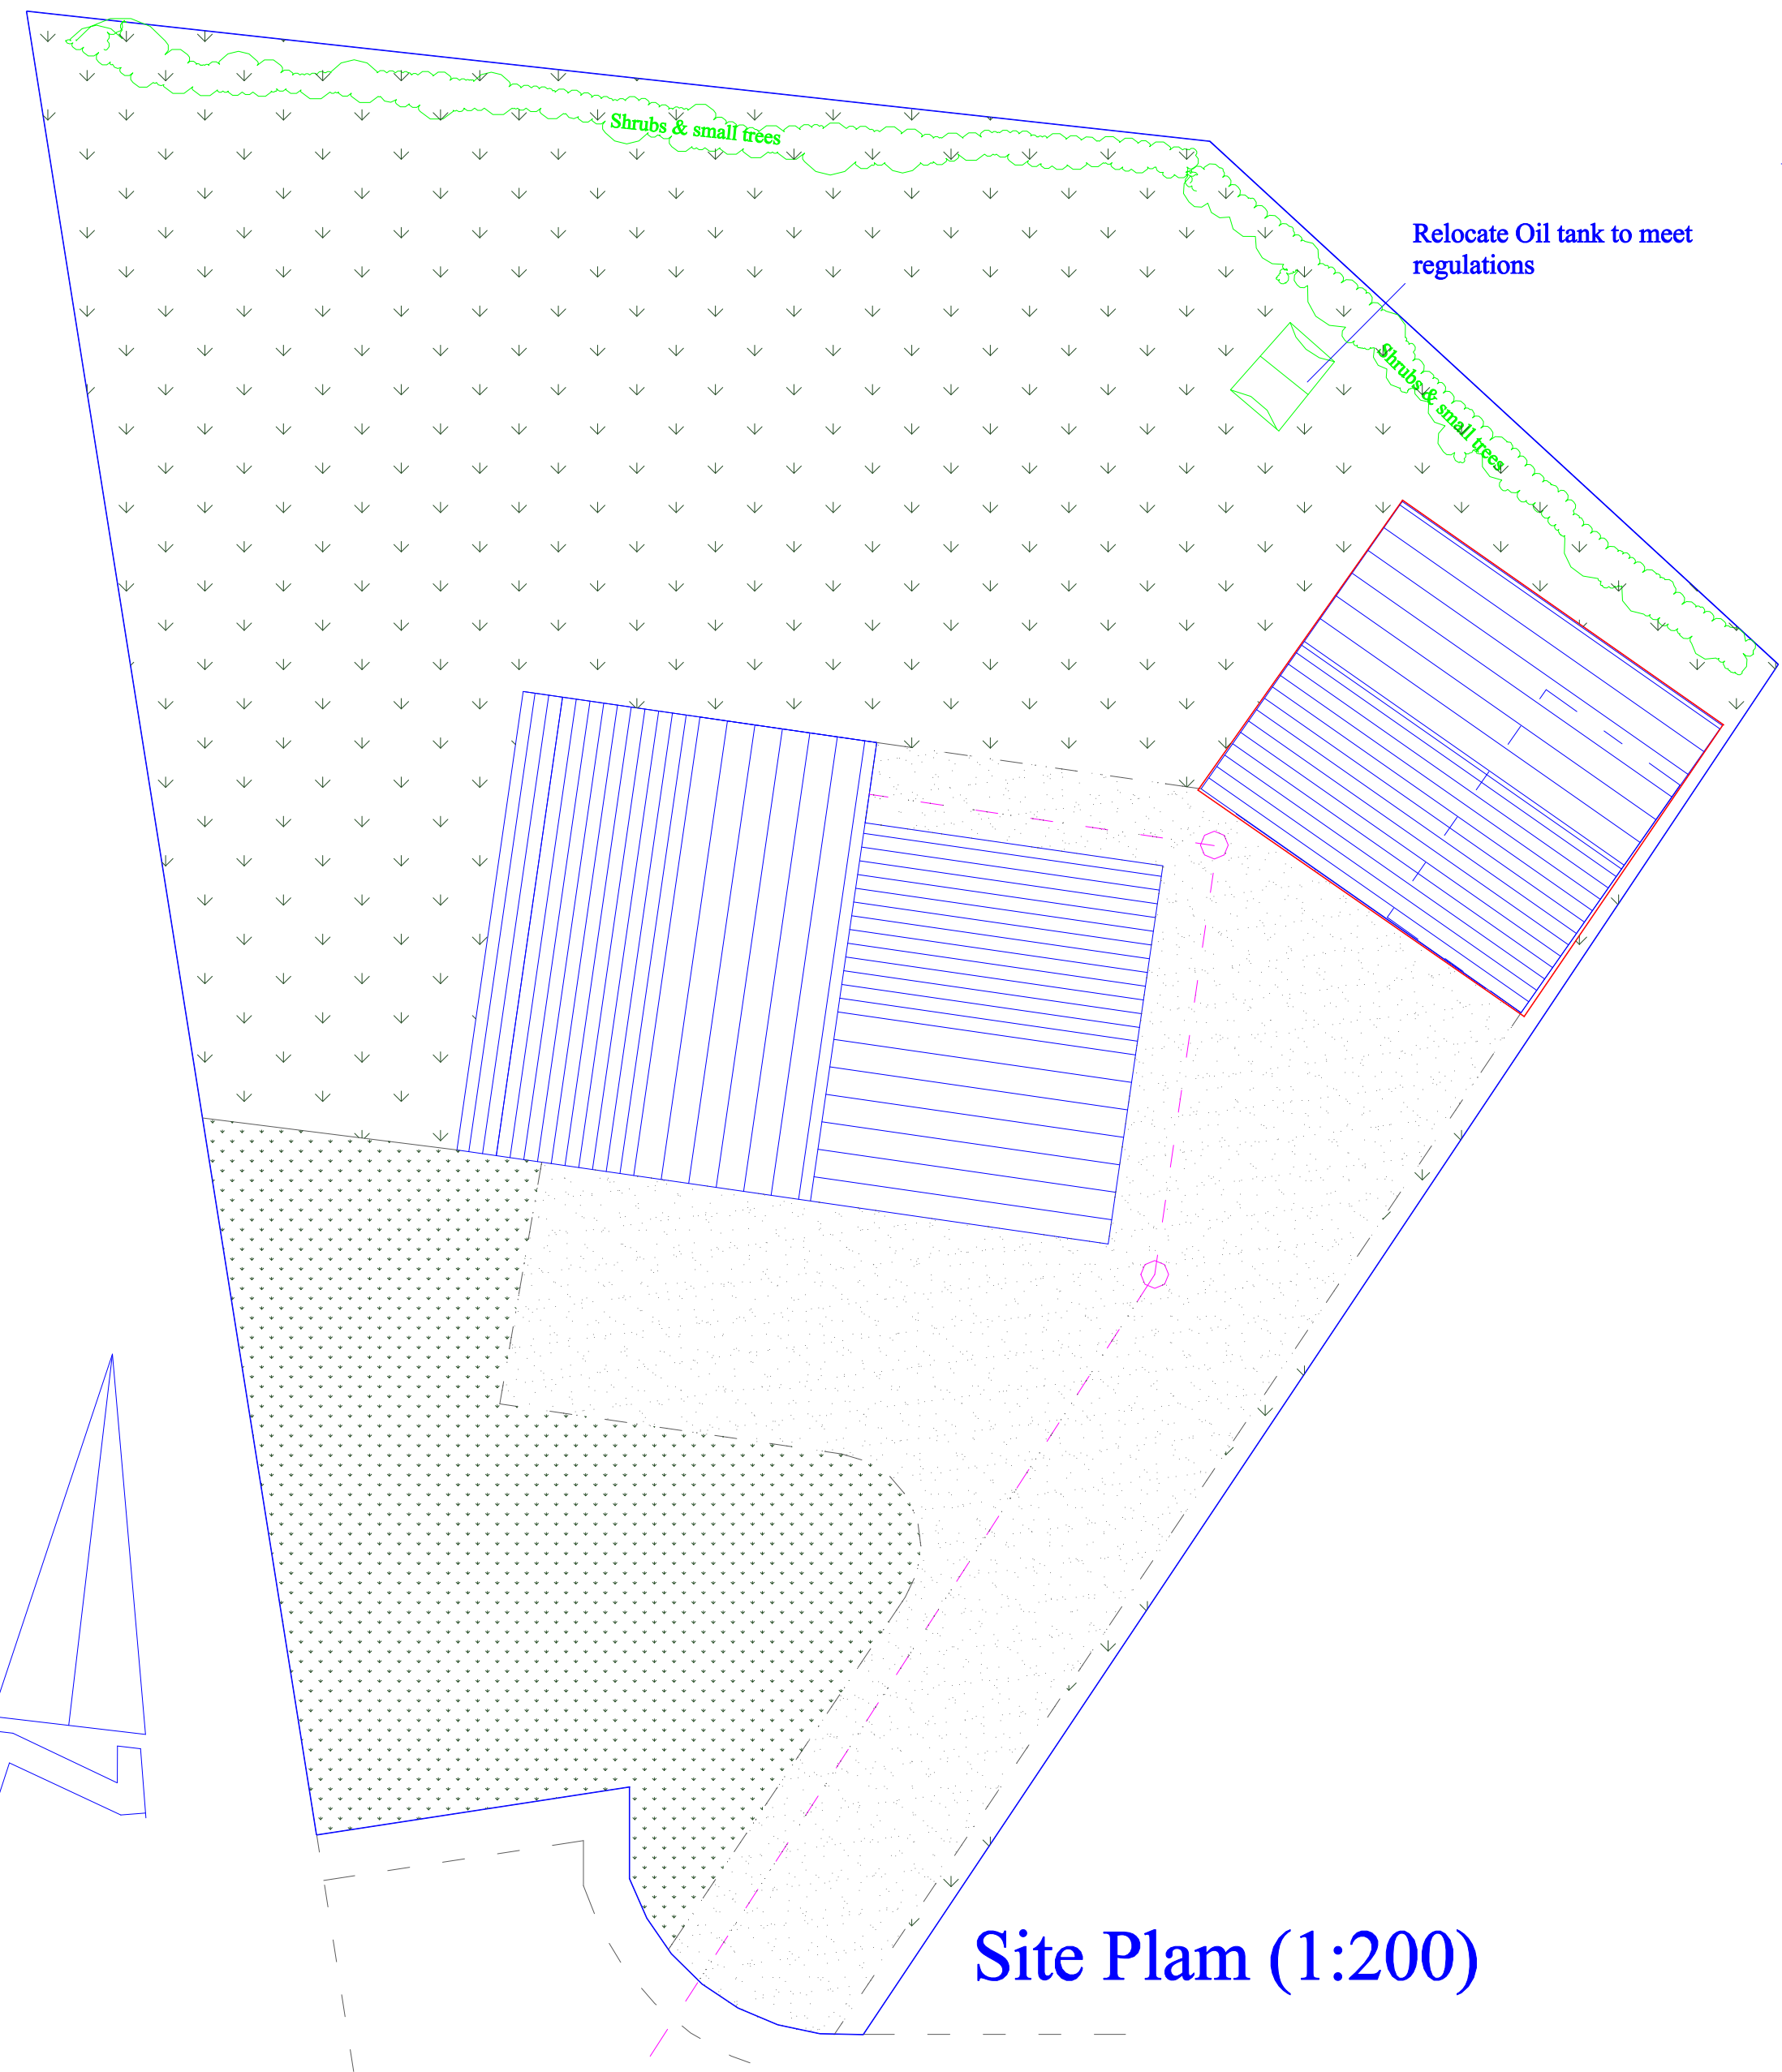 Shrubs & small trees
Relocate Oil tank to meet
regulations
Shrubs & small trees
Site Plam (1:200)